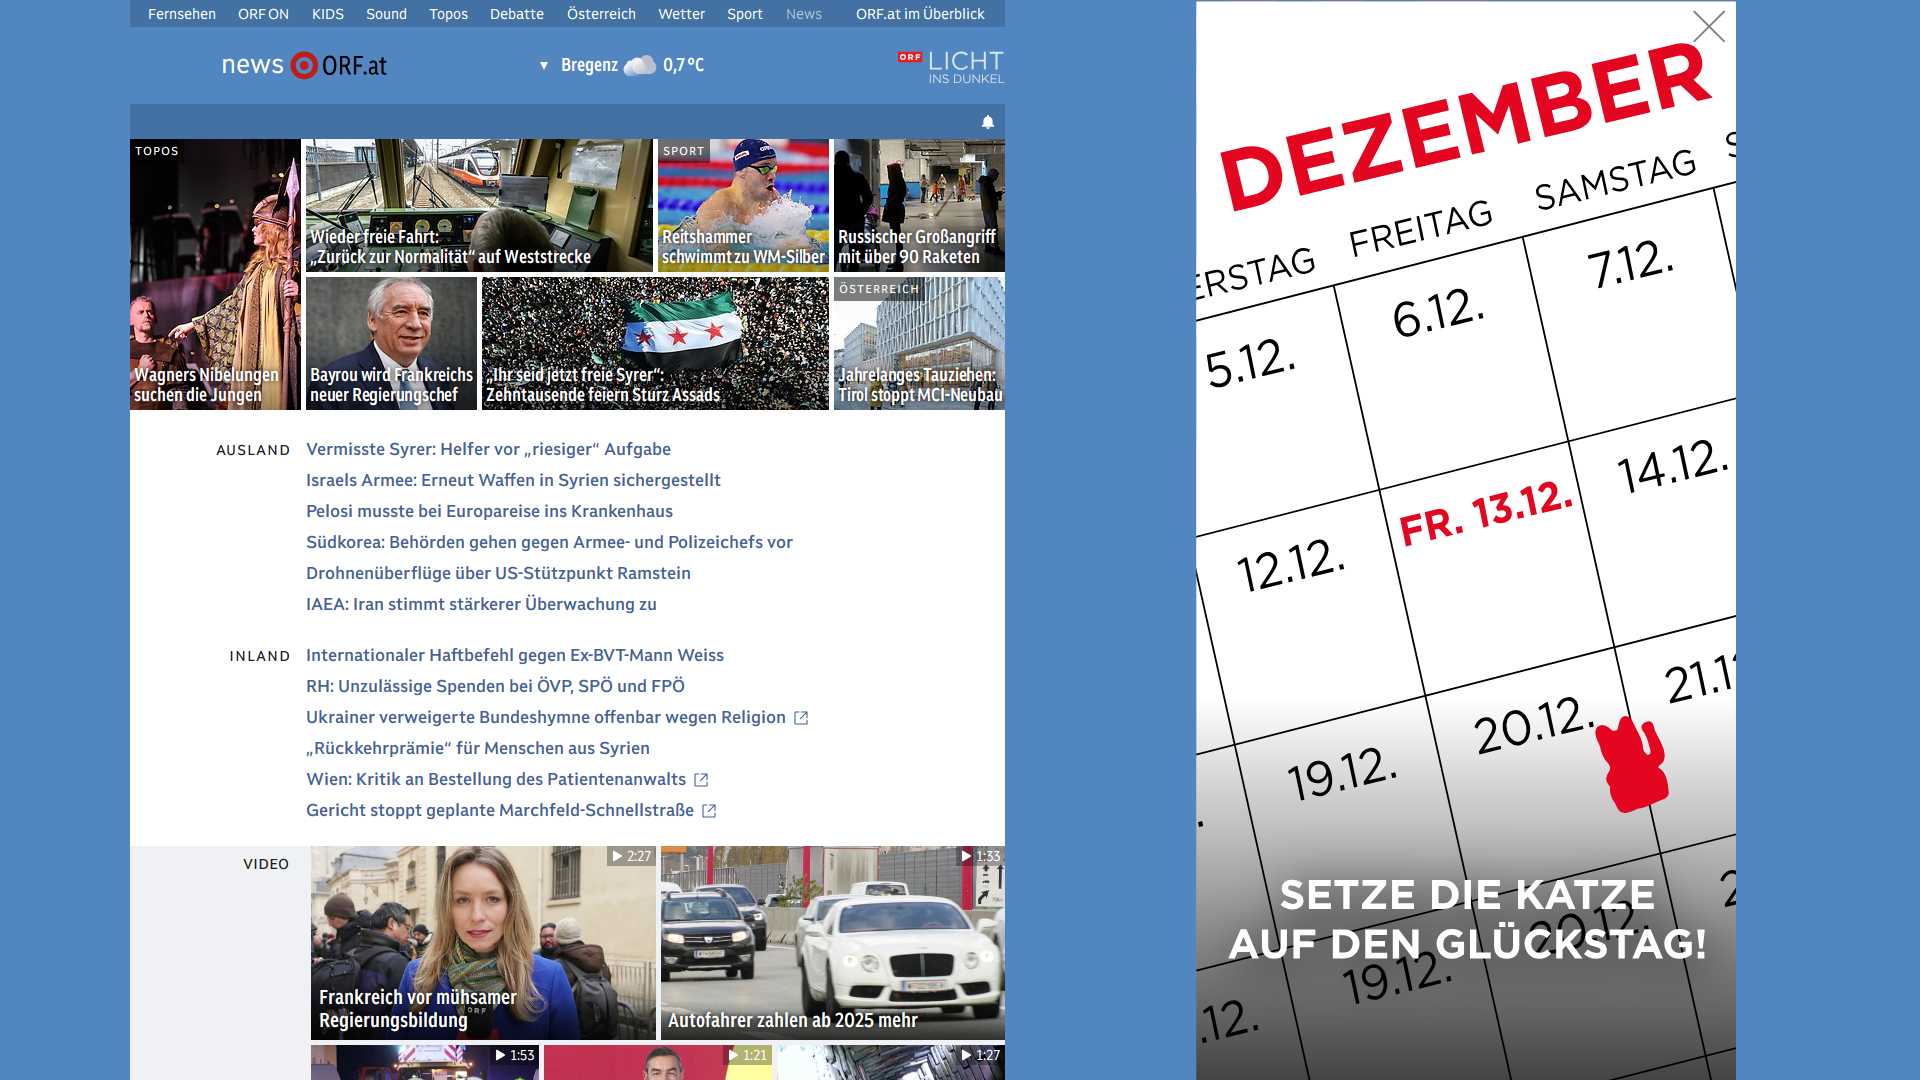 Fernsehen ORF ON KIDS Sound Topos Debatte Österreich Wetter Sport News ORF.at im Überblick
news ORF.at
Bregenz 0,7 °C
ORF LICHT
INS DUNKEL
TOPOS
Wagners Nibelungen
suchen die Jungen
Wieder freie Fahrt:
„Zurück zur Normalität“ auf Weststrecke
SPORT
Reitshammer
schwimmt zu WM-Silber
Russischer Großangriff
mit über 90 Raketen
Bayrou wird Frankreichs
neuer Regierungschef
„Ihr seid jetzt freie Syrer“:
Zehntausende feiern Sturz Assads
ÖSTERREICH
Jahrelanges Tauziehen:
Tirol stoppt MCI-Neubau
AUSLAND
Vermisste Syrer: Helfer vor „riesiger“ Aufgabe
Israels Armee: Erneut Waffen in Syrien sichergestellt
Pelosi musste bei Europareise ins Krankenhaus
Südkorea: Behörden gehen gegen Armee- und Polizeichefs vor
Drohnenüberflüge über US-Stützpunkt Ramstein
IAEA: Iran stimmt stärkerer Überwachung zu
INLAND
Internationaler Haftbefehl gegen Ex-BVT-Mann Weiss
RH: Unzulässige Spenden bei ÖVP, SPÖ und FPÖ
Ukrainer verweigerte Bundeshymne offenbar wegen Religion
„Rückkehrprämie“ für Menschen aus Syrien
Wien: Kritik an Bestellung des Patientenanwalts
Gericht stoppt geplante Marchfeld-Schnellstraße
VIDEO
2:27
Frankreich vor mühsamer
Regierungsbildung
ORF
1:33
Autofahrer zahlen ab 2025 mehr
1:53
1:21
1:27
DEZEMBER
ERSTAG FREITAG SAMSTAG S
5.12. 6.12. 7.12.
12.12. FR. 13.12. 14.12.
19.12. 20.12. 21.12
SETZE DIE KATZE
AUF DEN GLÜCKSTAG!
.12. 19.12. 20.12. 2